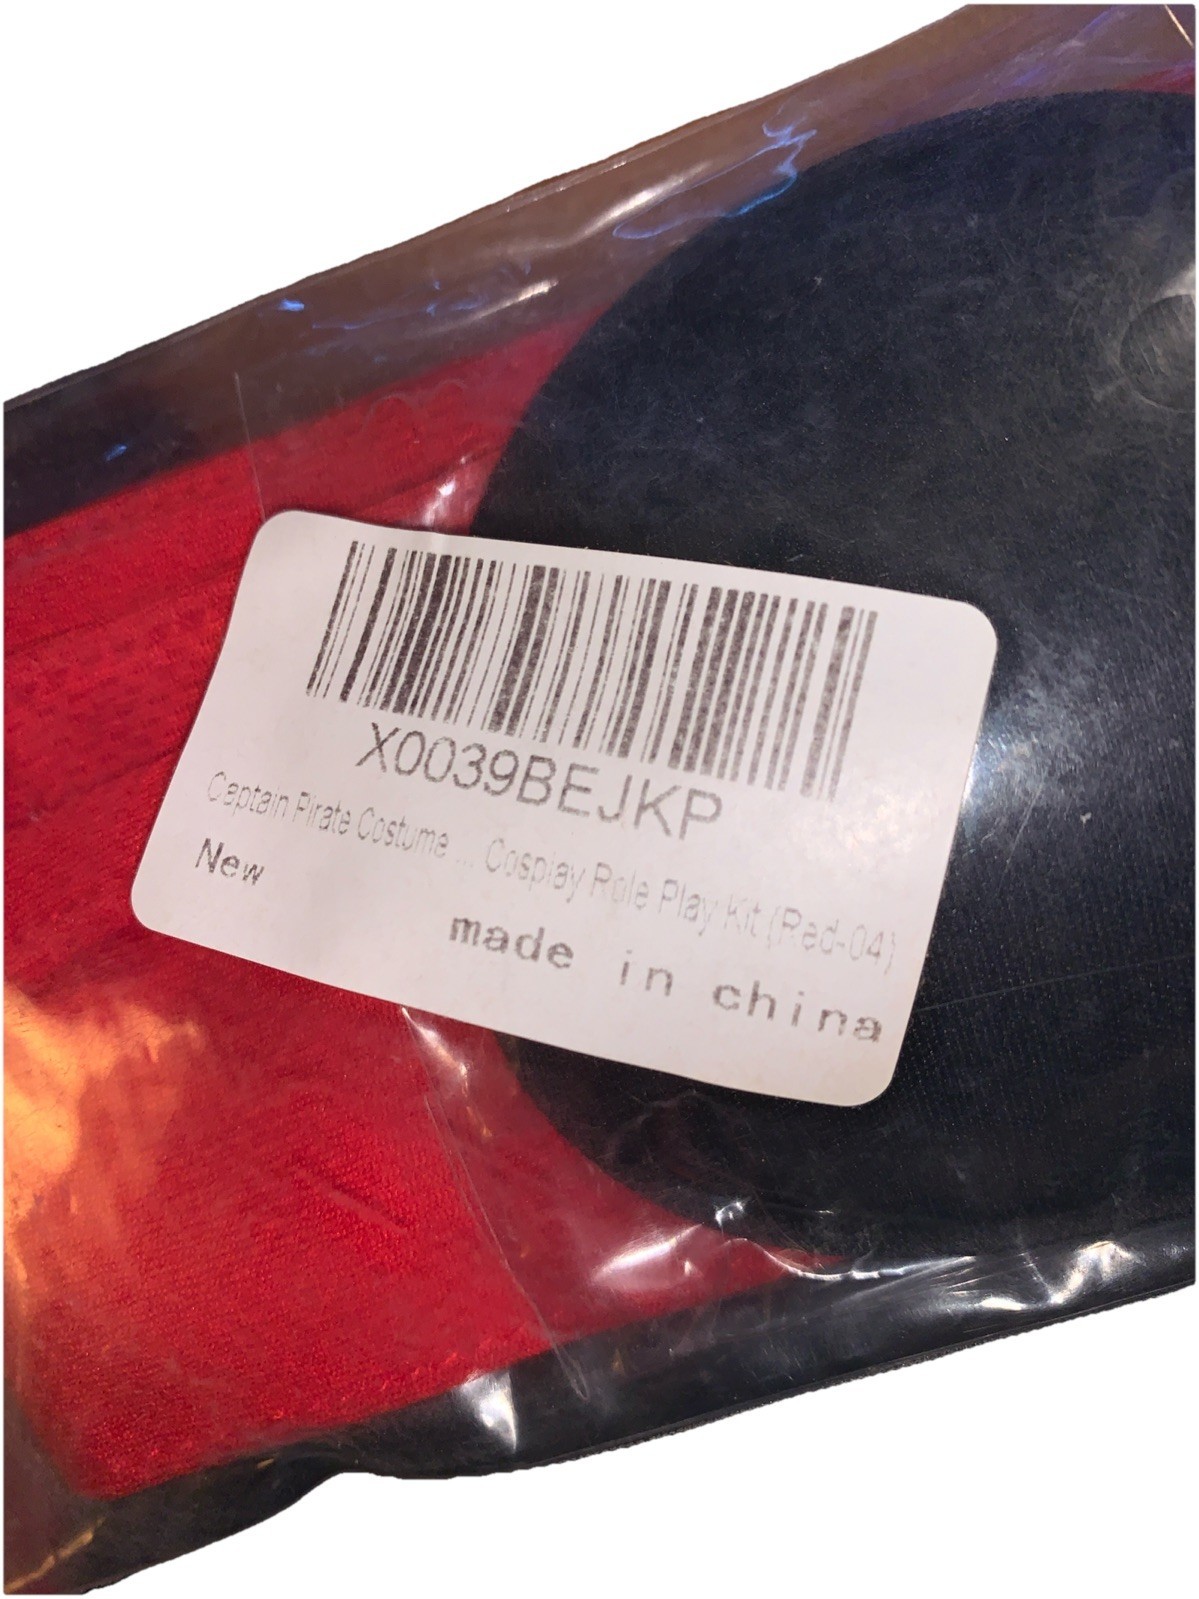 X0039BEJKP
Captain Pirate Costume ... Cosplay Role Play Kit (Red-04)
New
made in china